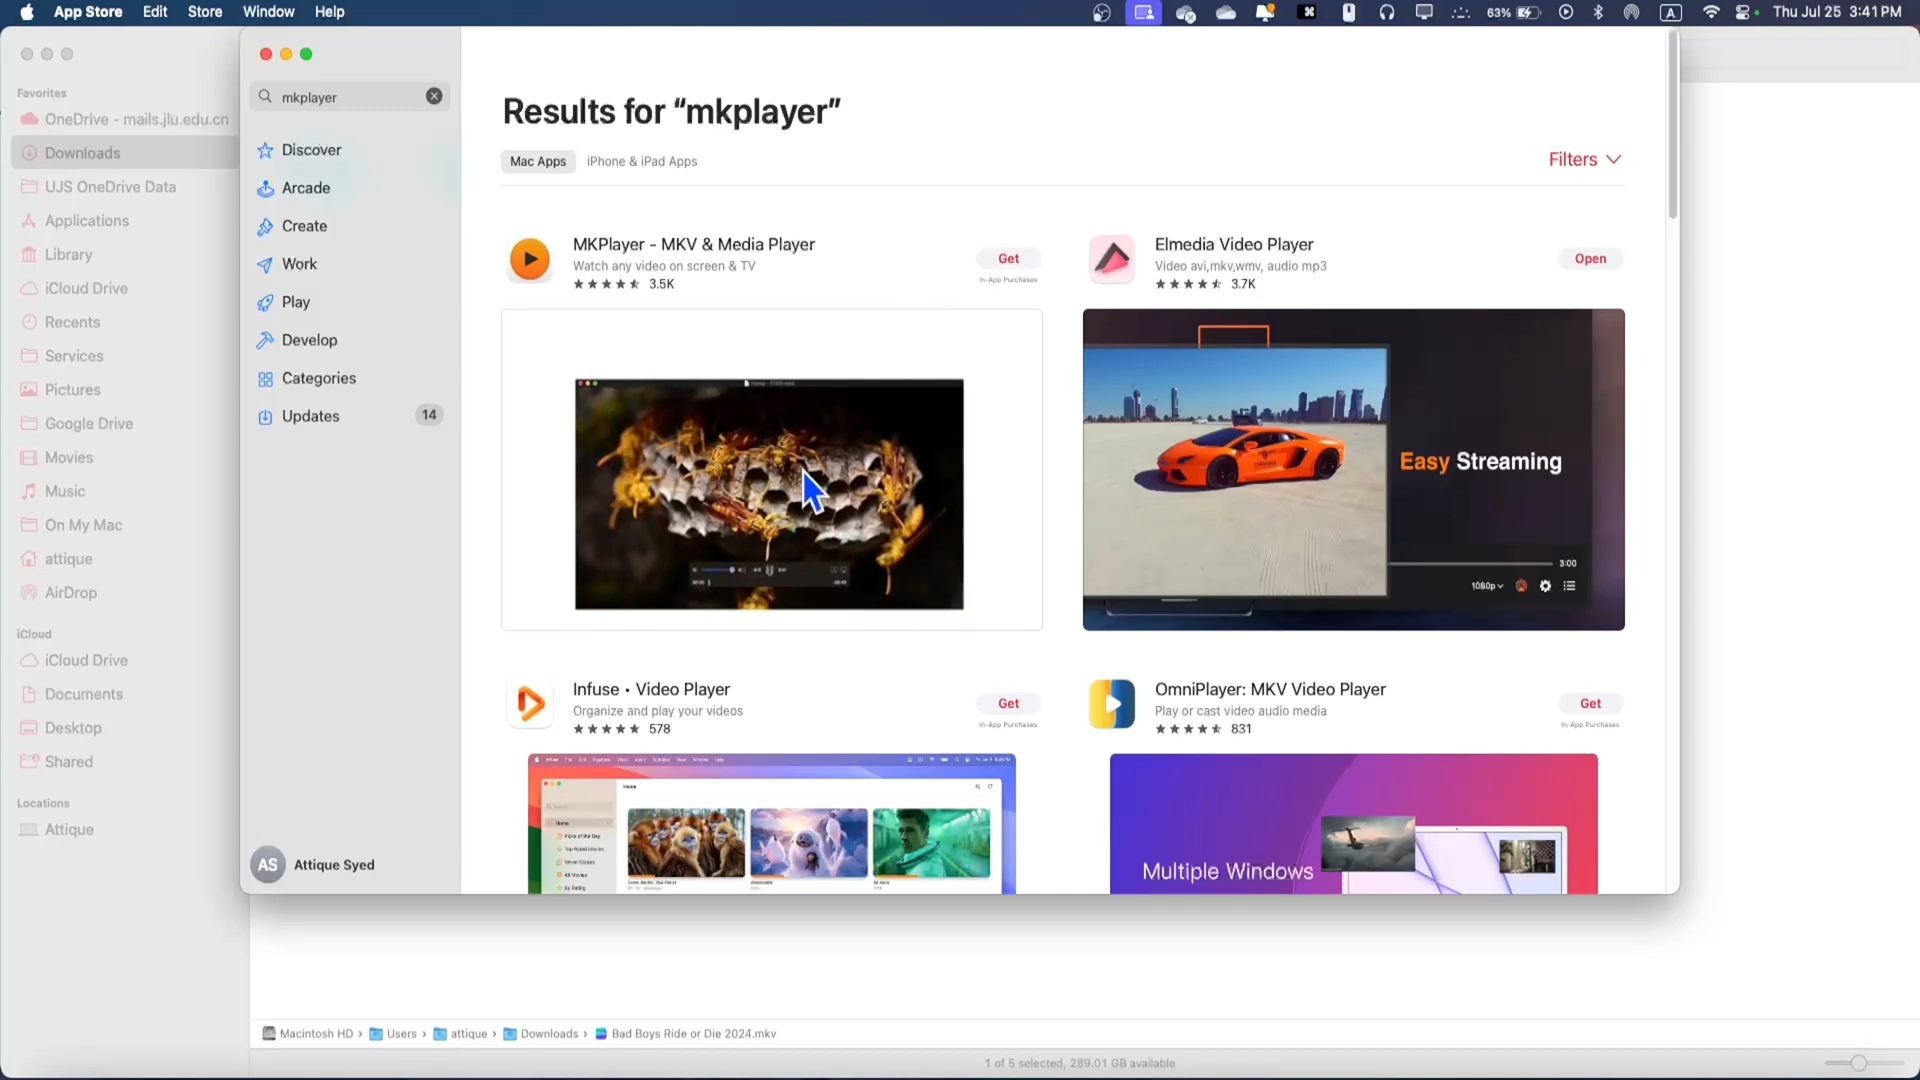 App Store Edit Store Window Help
63% A Thu Jul 25 3:41 PM
Favorites
OneDrive - mails.jlu.edu.cn
Downloads
UJS OneDrive Data
Applications
Library
iCloud Drive
Recents
Services
Pictures
Google Drive
Movies
Music
On My Mac
attique
AirDrop
iCloud
iCloud Drive
Documents
Desktop
Shared
Locations
Attique
mkplayer
Discover
Arcade
Create
Work
Play
Develop
Categories
Updates 14
AS Attique Syed
Results for “mkplayer”
Mac Apps iPhone & iPad Apps
Filters
MKPlayer - MKV & Media Player
Watch any video on screen & TV
3.5K
Get
In-App Purchases
Elmedia Video Player
Video avi,mkv,wmv, audio mp3
3.7K
Open
Easy Streaming
3:00
1080p
Infuse • Video Player
Organize and play your videos
578
Get
In-App Purchases
OmniPlayer: MKV Video Player
Play or cast video audio media
831
Get
In-App Purchases
Home
Home
Multiple Windows
Macintosh HD › Users › attique › Downloads › Bad Boys Ride or Die 2024.mkv
1 of 5 selected, 289.01 GB available